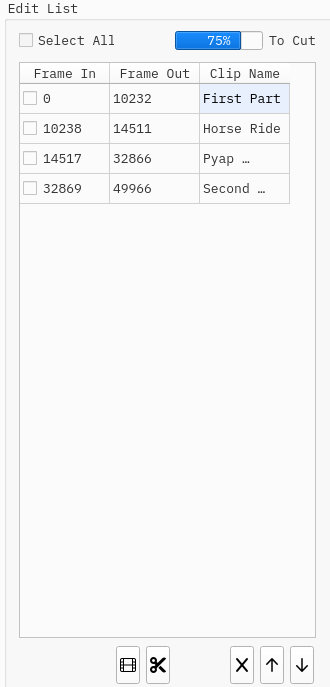 Edit List
Select All 75% To Cut
Frame In Frame Out Clip Name
0 10232 First Part
10238 14511 Horse Ride
14517 32866 Pyap …
32869 49966 Second …